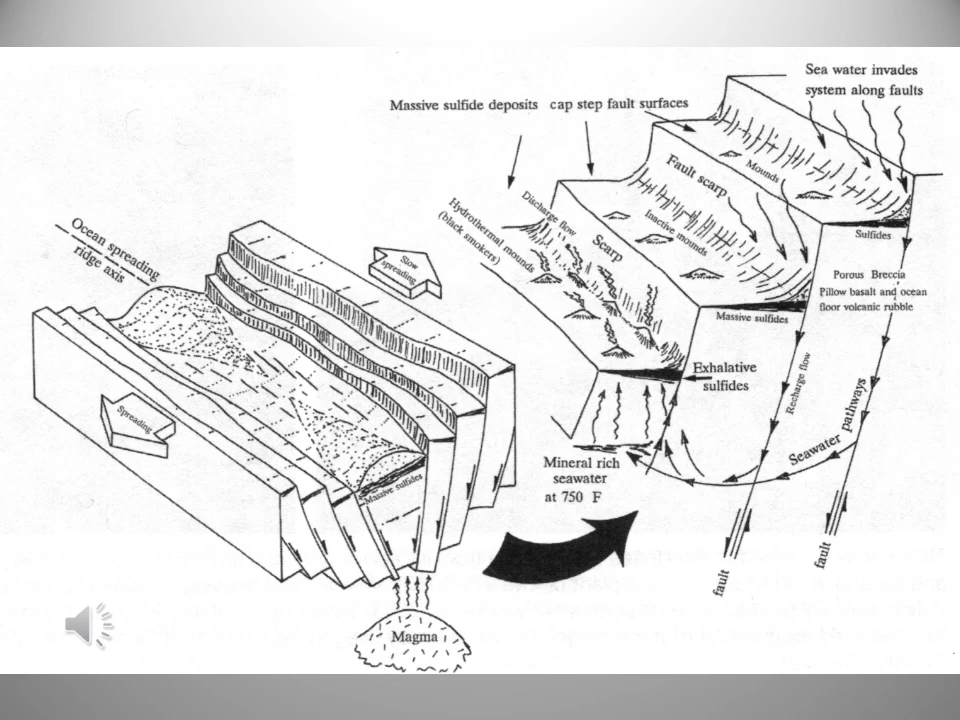 Sea water invades
system along faults
Massive sulfide deposits cap step fault surfaces
Mounds
Fault scarp
Discharge flow
Hydrothermal mounds
(black smokers)
Inactive mounds
Scarp
Sulfides
Ocean spreading
ridge axis
Slow
spreading
Porous Breccia
Pillow basalt and ocean
floor volcanic rubble
Massive sulfides
Exhalative
sulfides
Recharge flow
Spreading
Seawater pathways
Mineral rich
seawater
at 750 F
Massive sulfides
fault
fault
Magma